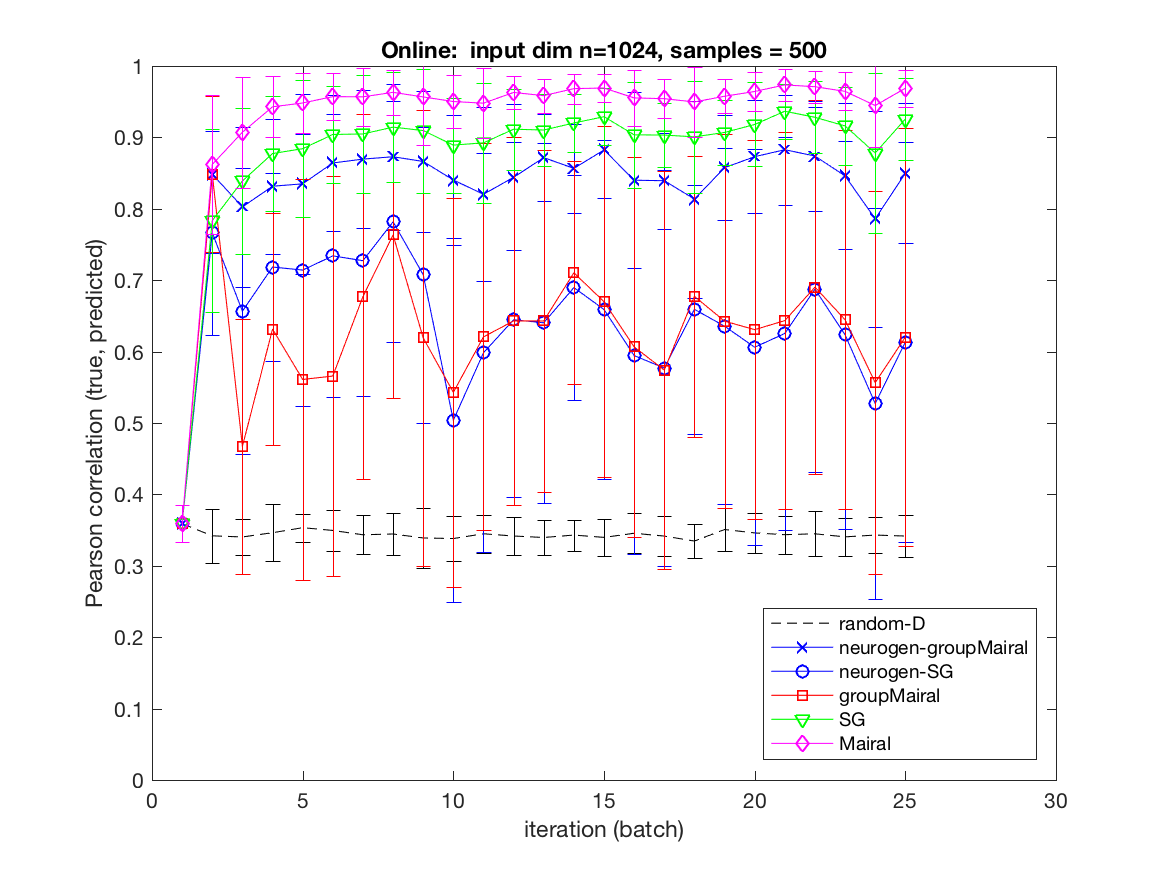 Online: input dim n=1024, samples = 500
Pearson correlation (true, predicted)
1
0.9
0.8
0.7
0.6
0.5
0.4
0.3
0.2
0.1
0
0 5 10 15 20 25 30
iteration (batch)
random-D
neurogen-groupMairal
neurogen-SG
groupMairal
SG
Mairal